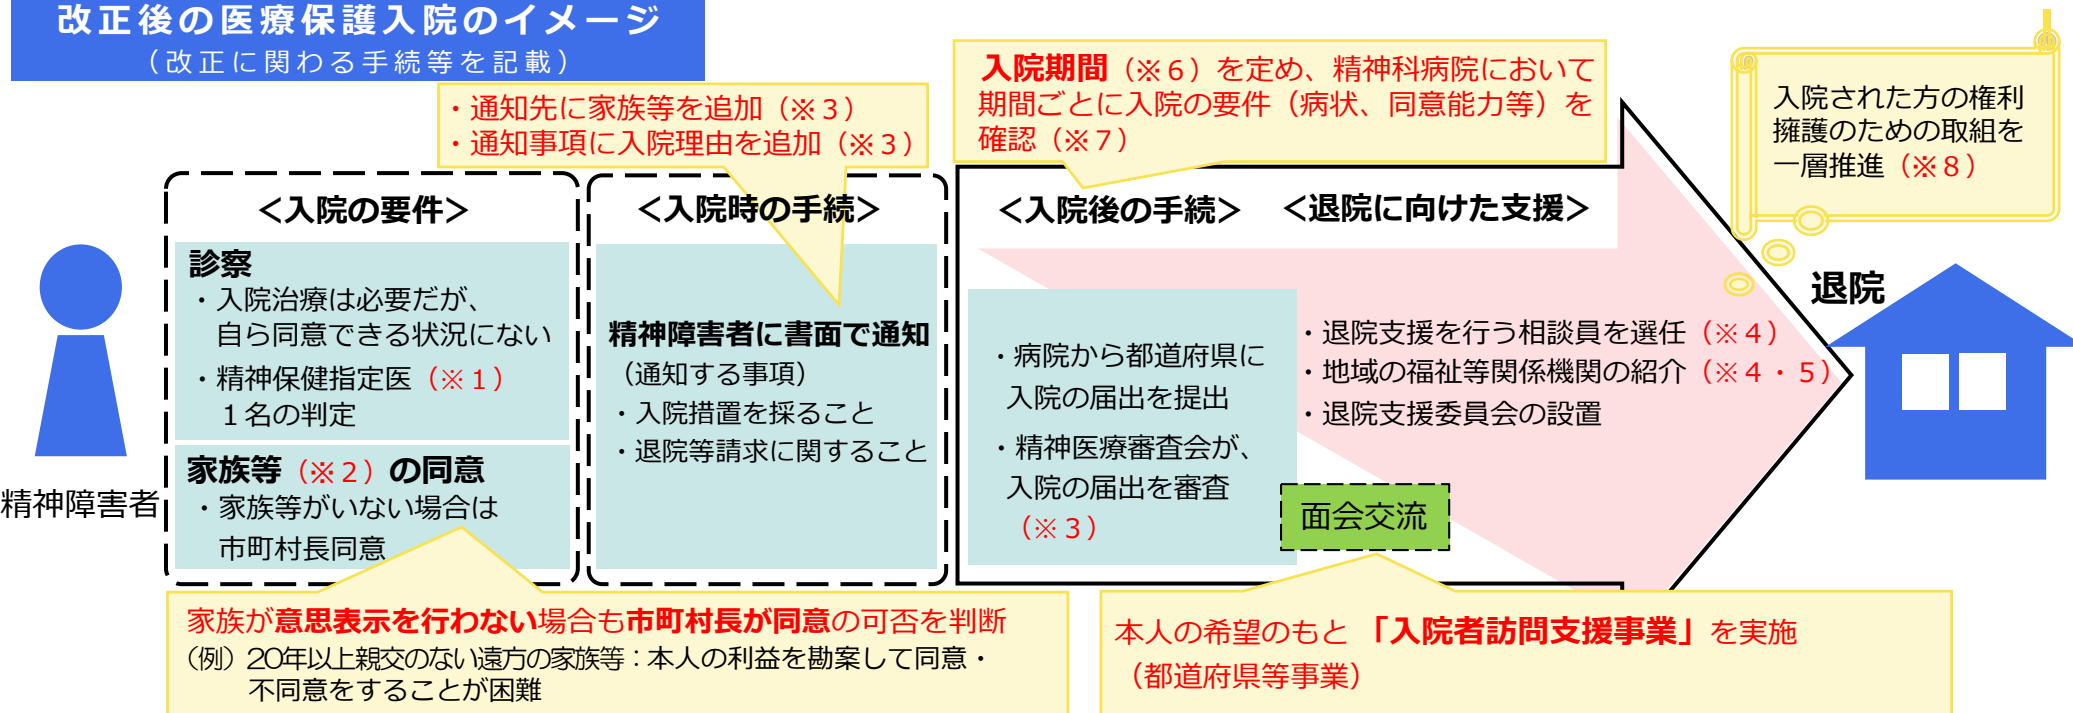 改正後の医療保護入院のイメージ
（改正に関わる手続等を記載）
・通知先に家族等を追加（※３）
・通知事項に入院理由を追加（※３）
入院期間（※６）を定め、精神科病院において
期間ごとに入院の要件（病状、同意能力等）を
確認（※７）
入院された方の権利
擁護のための取組を
一層推進（※８）
精神障害者
＜入院の要件＞
診察
・入院治療は必要だが、
自ら同意できる状況にない
・精神保健指定医（※１）
１名の判定
家族等（※２）の同意
・家族等がいない場合は
市町村長同意
＜入院時の手続＞
精神障害者に書面で通知
（通知する事項）
・入院措置を採ること
・退院等請求に関すること
＜入院後の手続＞
・病院から都道府県に
入院の届出を提出
・精神医療審査会が、
入院の届出を審査
（※３）
＜退院に向けた支援＞
・退院支援を行う相談員を選任（※４）
・地域の福祉等関係機関の紹介（※４・５）
・退院支援委員会の設置
面会交流
退院
家族が意思表示を行わない場合も市町村長が同意の可否を判断
（例）20年以上親交のない遠方の家族等：本人の利益を勘案して同意・
不同意をすることが困難
本人の希望のもと「入院者訪問支援事業」を実施
（都道府県等事業）